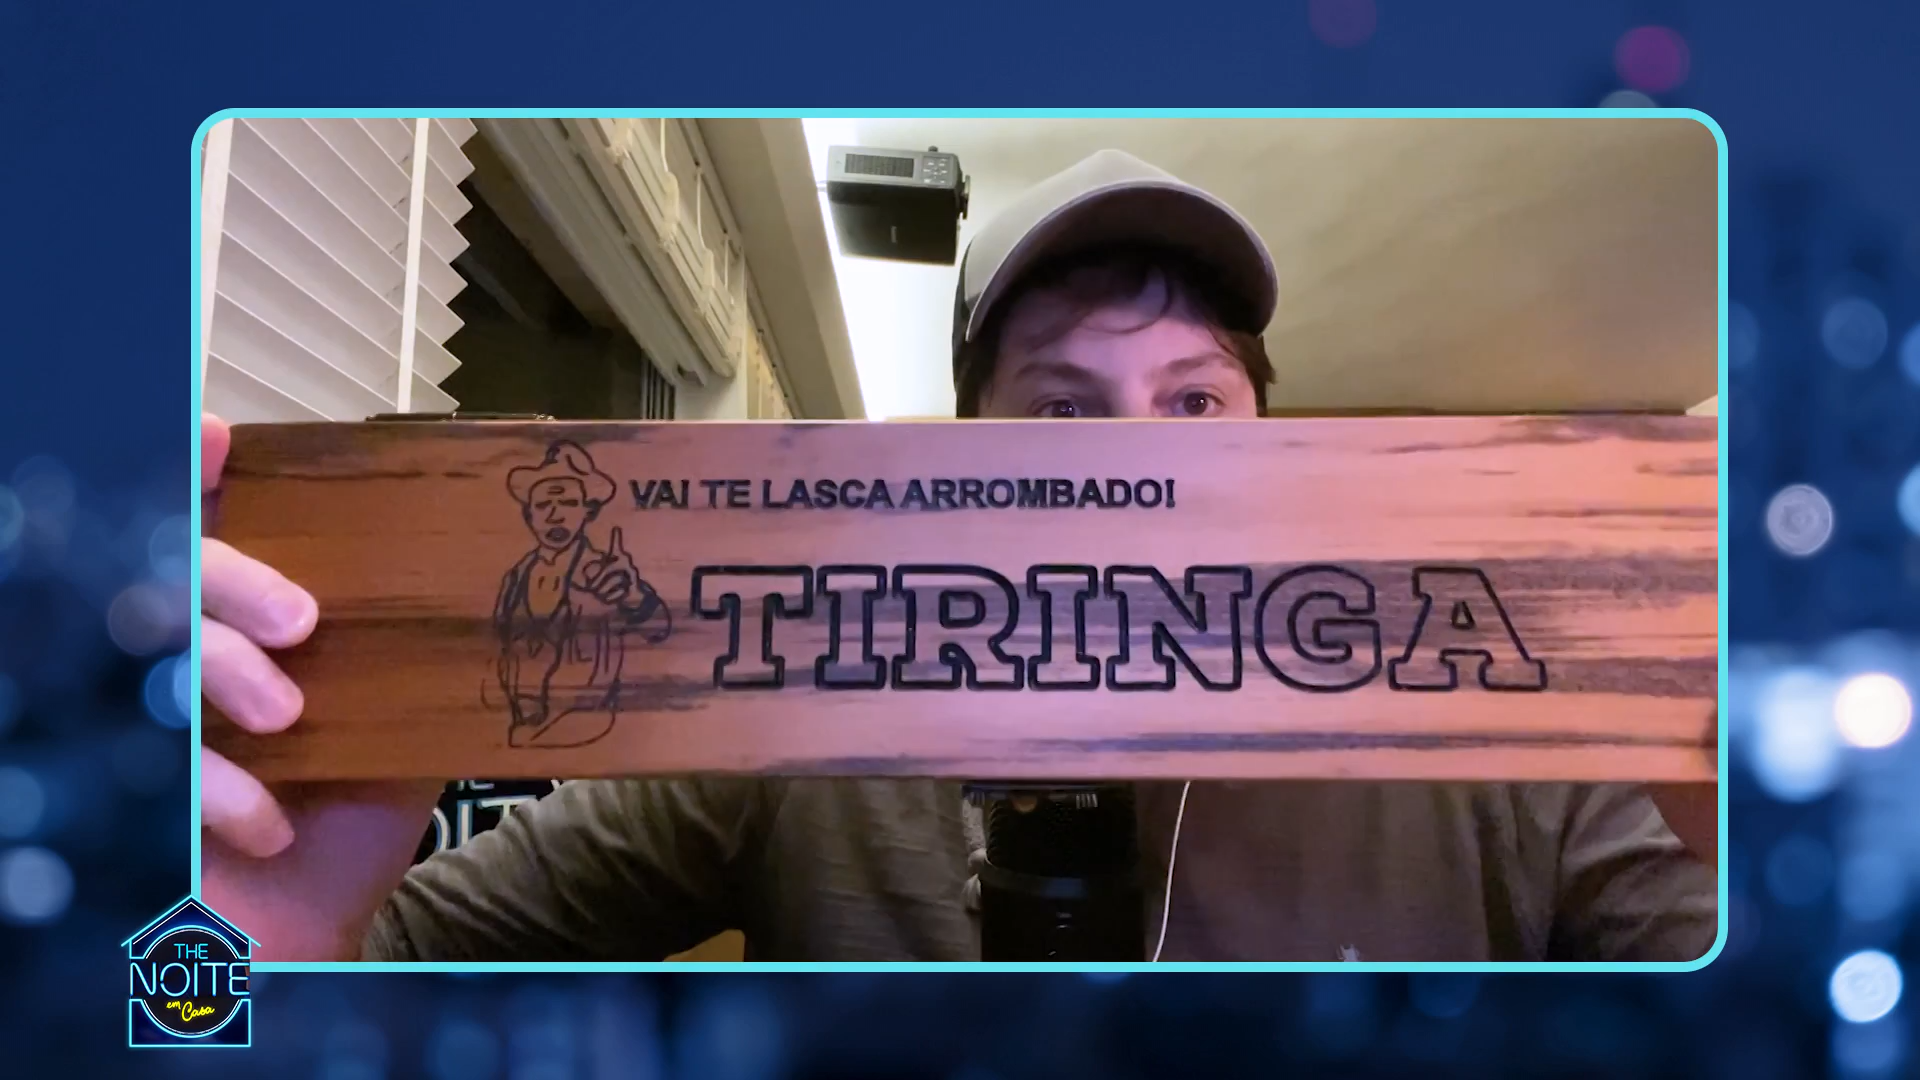 VAI TE LASCA ARROMBADO!
TIRINGA
THE
NOITE
em
Casa